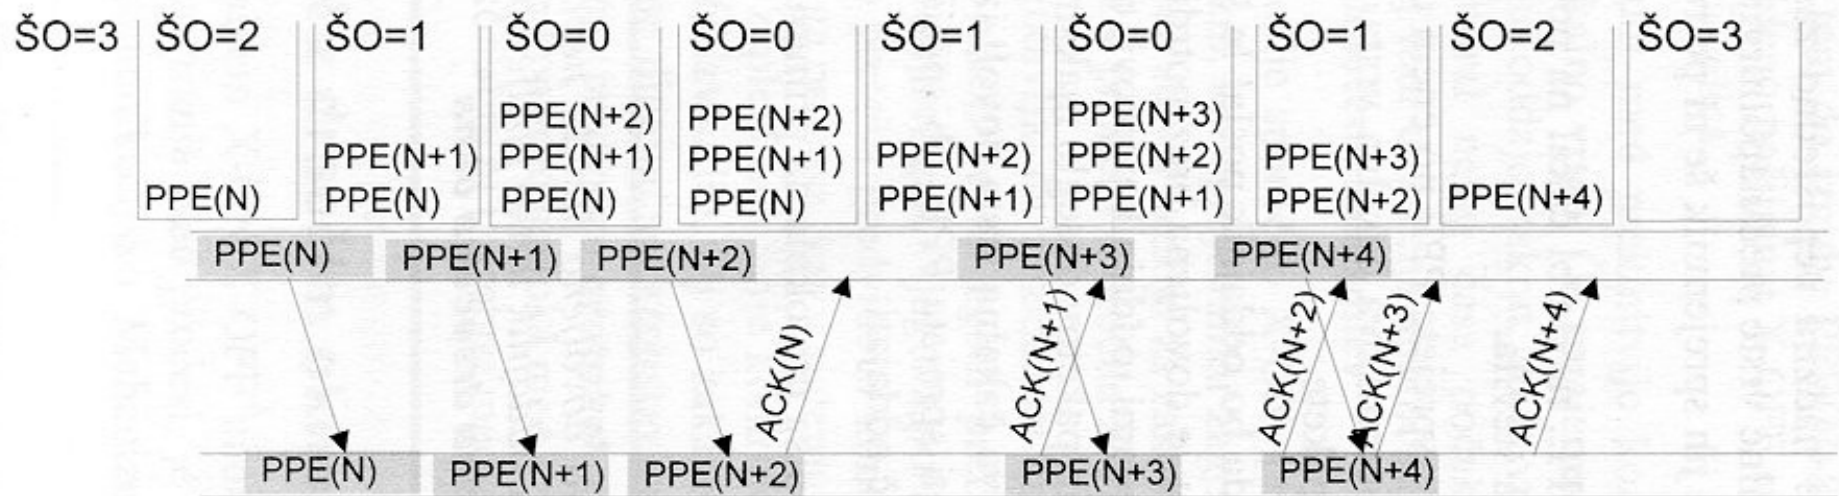 ŠO=3 ŠO=2 ŠO=1 ŠO=0 ŠO=0 ŠO=1 ŠO=0 ŠO=1 ŠO=2 ŠO=3
PPE(N+2) PPE(N+2) PPE(N+3)
PPE(N+1) PPE(N+1) PPE(N+1) PPE(N+2) PPE(N+2) PPE(N+3)
PPE(N) PPE(N) PPE(N) PPE(N) PPE(N+1) PPE(N+1) PPE(N+2) PPE(N+4)
PPE(N) PPE(N+1) PPE(N+2) PPE(N+3) PPE(N+4)
ACK(N) ACK(N+1) ACK(N+2) ACK(N+3) ACK(N+4)
PPE(N) PPE(N+1) PPE(N+2) PPE(N+3) PPE(N+4)